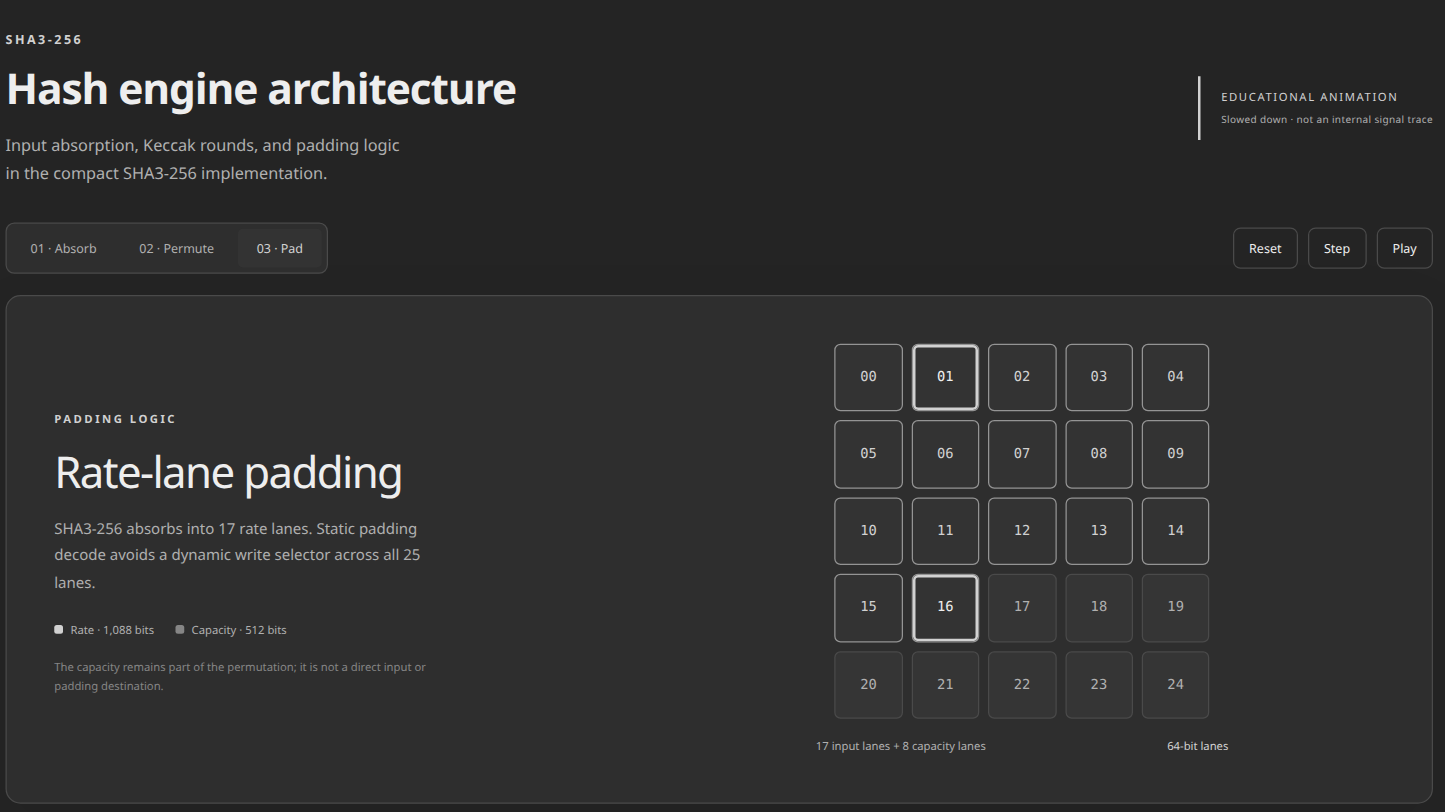 SHA3-256
Hash engine architecture
Input absorption, Keccak rounds, and padding logic
in the compact SHA3-256 implementation.
EDUCATIONAL ANIMATION
Slowed down · not an internal signal trace
01 · Absorb 02 · Permute 03 · Pad
Reset Step Play
PADDING LOGIC
Rate-lane padding
SHA3-256 absorbs into 17 rate lanes. Static padding
decode avoids a dynamic write selector across all 25
lanes.
Rate · 1,088 bits Capacity · 512 bits
The capacity remains part of the permutation; it is not a direct input or
padding destination.
00 01 02 03 04
05 06 07 08 09
10 11 12 13 14
15 16 17 18 19
20 21 22 23 24
17 input lanes + 8 capacity lanes 64-bit lanes